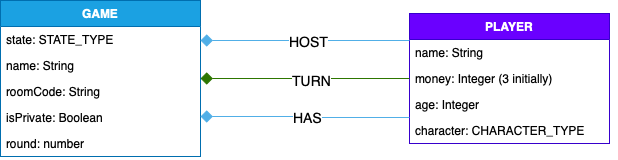 GAME
state: STATE_TYPE
name: String
roomCode: String
isPrivate: Boolean
round: number
HOST
TURN
HAS
PLAYER
name: String
money: Integer (3 initially)
age: Integer
character: CHARACTER_TYPE